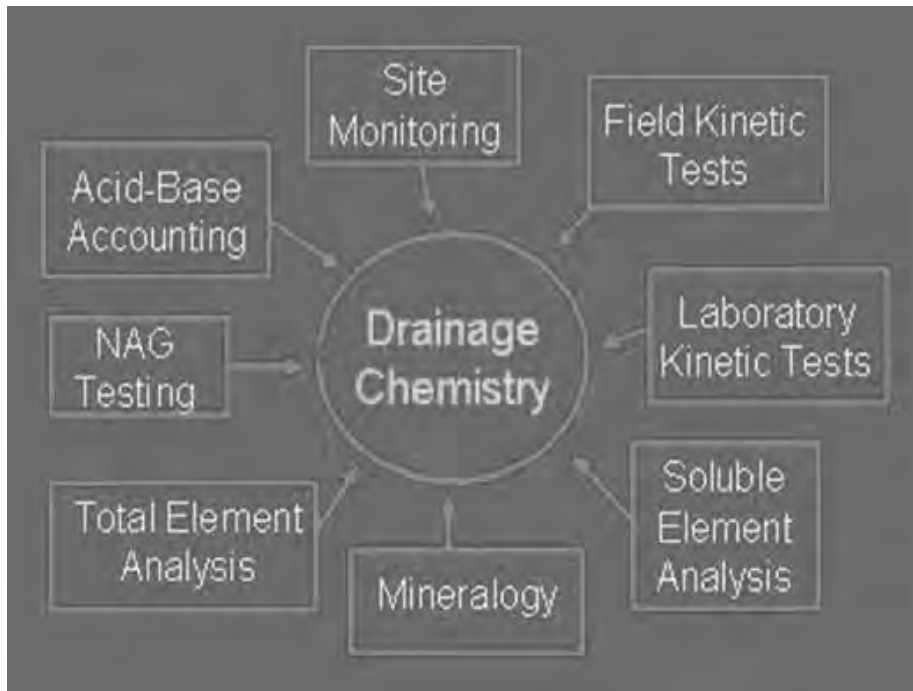 Site
Monitoring
Field Kinetic
Tests
Acid-Base
Accounting
Drainage
Chemistry
Laboratory
Kinetic Tests
NAG
Testing
Soluble
Element
Analysis
Total Element
Analysis
Mineralogy